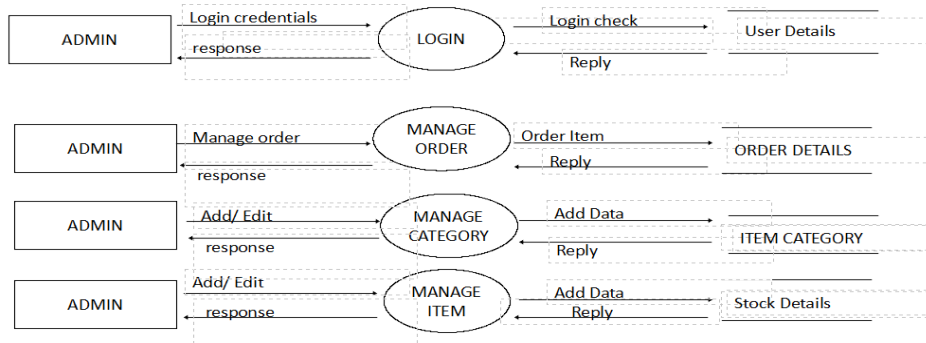 Login credentials
Login check
ADMIN
LOGIN
User Details
response
Reply
MANAGE
ORDER
Manage order
Order Item
ADMIN
ORDER DETAILS
response
Reply
Add/ Edit
MANAGE
CATEGORY
Add Data
ADMIN
ITEM CATEGORY
response
Reply
Add/ Edit
MANAGE
ITEM
Add Data
ADMIN
Stock Details
response
Reply